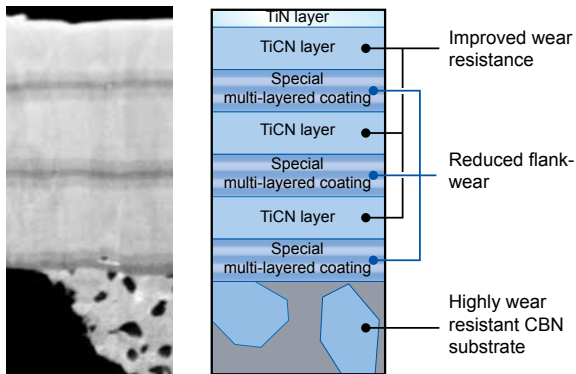 TiN layer
TiCN layer
Special
multi-layered coating
TiCN layer
Special
multi-layered coating
TiCN layer
Special
multi-layered coating
Improved wear
resistance
Reduced flank-
wear
Highly wear
resistant CBN
substrate